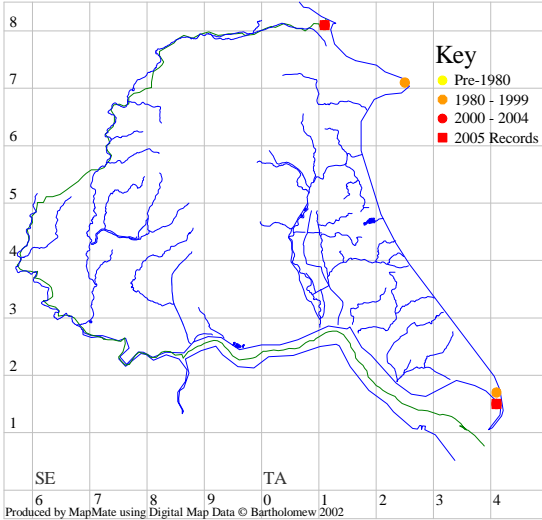 8
7
6
5
4
3
2
1
Key
Pre-1980
1980 - 1999
2000 - 2004
2005 Records
SE TA
6 7 8 9 0 1 2 3 4
Produced by MapMate using Digital Map Data © Bartholomew 2002